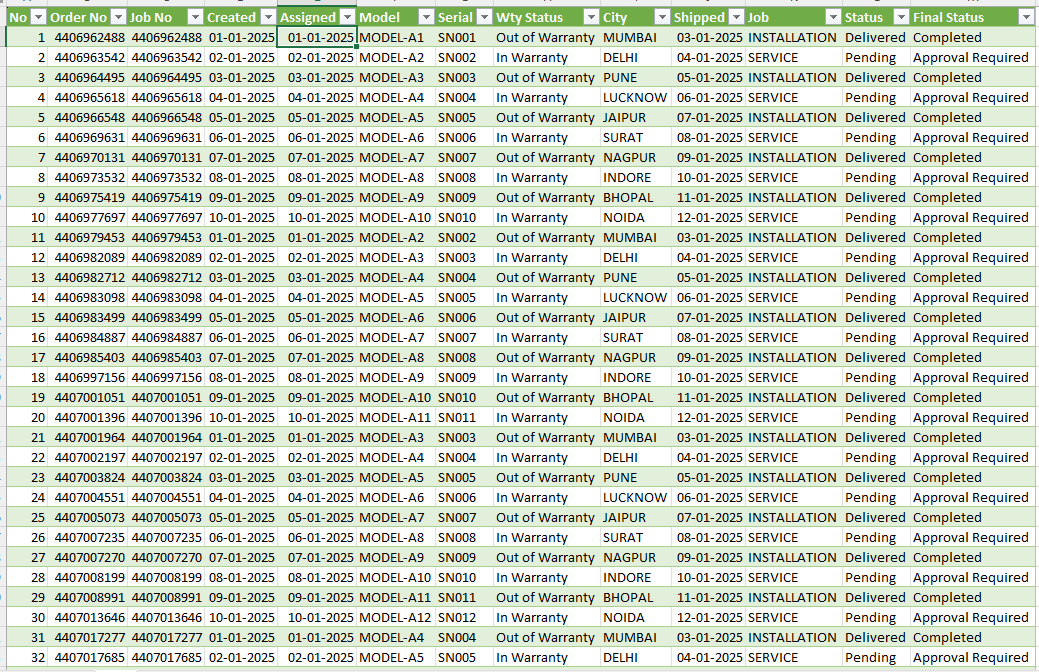 No Order No Job No Created Assigned Model Serial Wty Status City Shipped Job Status Final Status
1 4406962488 4406962488 01-01-2025 01-01-2025 MODEL-A1 SN001 Out of Warranty MUMBAI 03-01-2025 INSTALLATION Delivered Completed
2 4406963542 4406963542 02-01-2025 02-01-2025 MODEL-A2 SN002 In Warranty DELHI 04-01-2025 SERVICE Pending Approval Required
3 4406964495 4406964495 03-01-2025 03-01-2025 MODEL-A3 SN003 Out of Warranty PUNE 05-01-2025 INSTALLATION Delivered Completed
4 4406965618 4406965618 04-01-2025 04-01-2025 MODEL-A4 SN004 In Warranty LUCKNOW 06-01-2025 SERVICE Pending Approval Required
5 4406966548 4406966548 05-01-2025 05-01-2025 MODEL-A5 SN005 Out of Warranty JAIPUR 07-01-2025 INSTALLATION Delivered Completed
6 4406969631 4406969631 06-01-2025 06-01-2025 MODEL-A6 SN006 In Warranty SURAT 08-01-2025 SERVICE Pending Approval Required
7 4406970131 4406970131 07-01-2025 07-01-2025 MODEL-A7 SN007 Out of Warranty NAGPUR 09-01-2025 INSTALLATION Delivered Completed
8 4406973532 4406973532 08-01-2025 08-01-2025 MODEL-A8 SN008 In Warranty INDORE 10-01-2025 SERVICE Pending Approval Required
9 4406975419 4406975419 09-01-2025 09-01-2025 MODEL-A9 SN009 Out of Warranty BHOPAL 11-01-2025 INSTALLATION Delivered Completed
10 4406977697 4406977697 10-01-2025 10-01-2025 MODEL-A10 SN010 In Warranty NOIDA 12-01-2025 SERVICE Pending Approval Required
11 4406979453 4406979453 01-01-2025 01-01-2025 MODEL-A2 SN002 Out of Warranty MUMBAI 03-01-2025 INSTALLATION Delivered Completed
12 4406982089 4406982089 02-01-2025 02-01-2025 MODEL-A3 SN003 In Warranty DELHI 04-01-2025 SERVICE Pending Approval Required
13 4406982712 4406982712 03-01-2025 03-01-2025 MODEL-A4 SN004 Out of Warranty PUNE 05-01-2025 INSTALLATION Delivered Completed
14 4406983098 4406983098 04-01-2025 04-01-2025 MODEL-A5 SN005 In Warranty LUCKNOW 06-01-2025 SERVICE Pending Approval Required
15 4406983499 4406983499 05-01-2025 05-01-2025 MODEL-A6 SN006 Out of Warranty JAIPUR 07-01-2025 INSTALLATION Delivered Completed
16 4406984887 4406984887 06-01-2025 06-01-2025 MODEL-A7 SN007 In Warranty SURAT 08-01-2025 SERVICE Pending Approval Required
17 4406985403 4406985403 07-01-2025 07-01-2025 MODEL-A8 SN008 Out of Warranty NAGPUR 09-01-2025 INSTALLATION Delivered Completed
18 4406997156 4406997156 08-01-2025 08-01-2025 MODEL-A9 SN009 In Warranty INDORE 10-01-2025 SERVICE Pending Approval Required
19 4407001051 4407001051 09-01-2025 09-01-2025 MODEL-A10 SN010 Out of Warranty BHOPAL 11-01-2025 INSTALLATION Delivered Completed
20 4407001396 4407001396 10-01-2025 10-01-2025 MODEL-A11 SN011 In Warranty NOIDA 12-01-2025 SERVICE Pending Approval Required
21 4407001964 4407001964 01-01-2025 01-01-2025 MODEL-A3 SN003 Out of Warranty MUMBAI 03-01-2025 INSTALLATION Delivered Completed
22 4407002197 4407002197 02-01-2025 02-01-2025 MODEL-A4 SN004 In Warranty DELHI 04-01-2025 SERVICE Pending Approval Required
23 4407003824 4407003824 03-01-2025 03-01-2025 MODEL-A5 SN005 Out of Warranty PUNE 05-01-2025 INSTALLATION Delivered Completed
24 4407004551 4407004551 04-01-2025 04-01-2025 MODEL-A6 SN006 In Warranty LUCKNOW 06-01-2025 SERVICE Pending Approval Required
25 4407005073 4407005073 05-01-2025 05-01-2025 MODEL-A7 SN007 Out of Warranty JAIPUR 07-01-2025 INSTALLATION Delivered Completed
26 4407007235 4407007235 06-01-2025 06-01-2025 MODEL-A8 SN008 In Warranty SURAT 08-01-2025 SERVICE Pending Approval Required
27 4407007270 4407007270 07-01-2025 07-01-2025 MODEL-A9 SN009 Out of Warranty NAGPUR 09-01-2025 INSTALLATION Delivered Completed
28 4407008199 4407008199 08-01-2025 08-01-2025 MODEL-A10 SN010 In Warranty INDORE 10-01-2025 SERVICE Pending Approval Required
29 4407008991 4407008991 09-01-2025 09-01-2025 MODEL-A11 SN011 Out of Warranty BHOPAL 11-01-2025 INSTALLATION Delivered Completed
30 4407013646 4407013646 10-01-2025 10-01-2025 MODEL-A12 SN012 In Warranty NOIDA 12-01-2025 SERVICE Pending Approval Required
31 4407017277 4407017277 01-01-2025 01-01-2025 MODEL-A4 SN004 Out of Warranty MUMBAI 03-01-2025 INSTALLATION Delivered Completed
32 4407017685 4407017685 02-01-2025 02-01-2025 MODEL-A5 SN005 In Warranty DELHI 04-01-2025 SERVICE Pending Approval Required